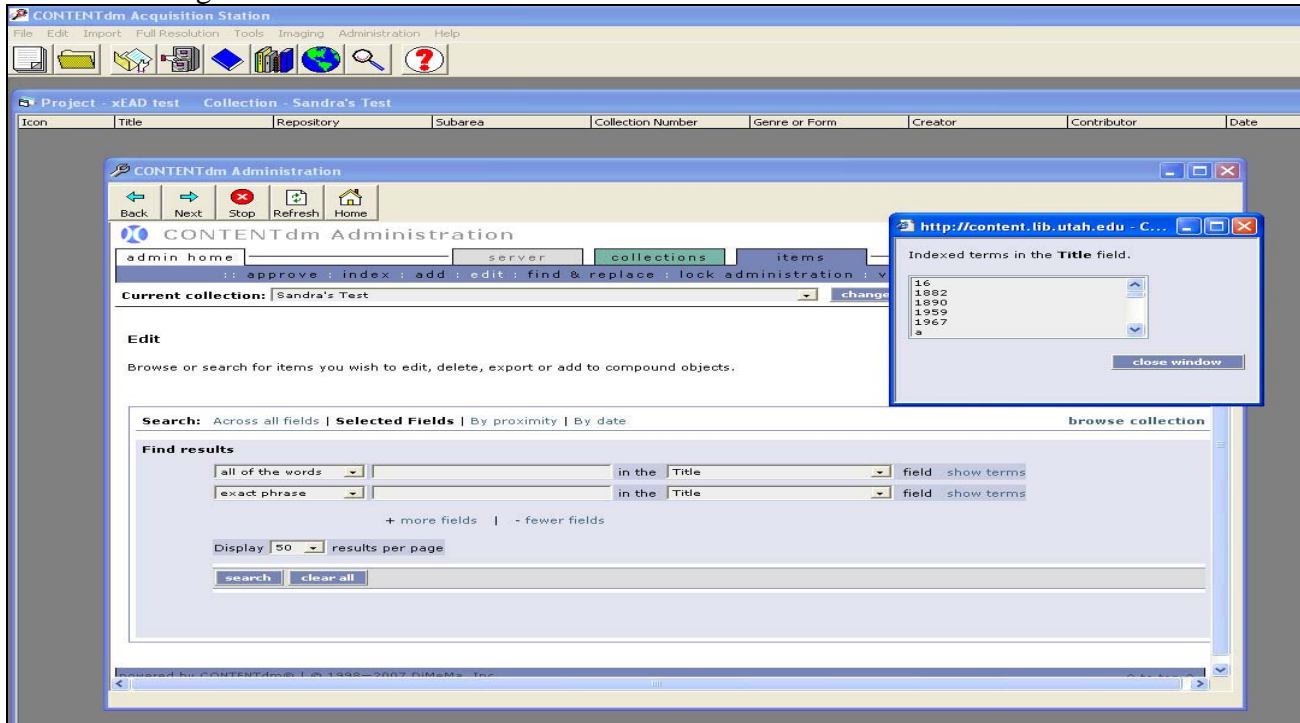 CONTENTdm Acquisition Station
File Edit Import Full Resolution Tools Imaging Administration Help
Project - xEAD test Collection - Sandra's Test
Icon Title Repository Subarea Collection Number Genre or Form Creator Contributor Date
CONTENTdm Administration
Back Next Stop Refresh Home
CONTENTdm Administration
admin home server collections items
:: approve : index : add : edit : find & replace : lock administration : v
Current collection: Sandra's Test change
http://content.lib.utah.edu - C...
Indexed terms in the Title field.
16
1882
1890
1959
1967
a
close window
Edit
Browse or search for items you wish to edit, delete, export or add to compound objects.
Search: Across all fields | Selected Fields | By proximity | By date browse collection
Find results
all of the words in the Title field show terms
exact phrase in the Title field show terms
+ more fields | - fewer fields
Display 50 results per page
search clear all
powered by CONTENTdm® | © 1998-2007 DiMeMa, Inc.